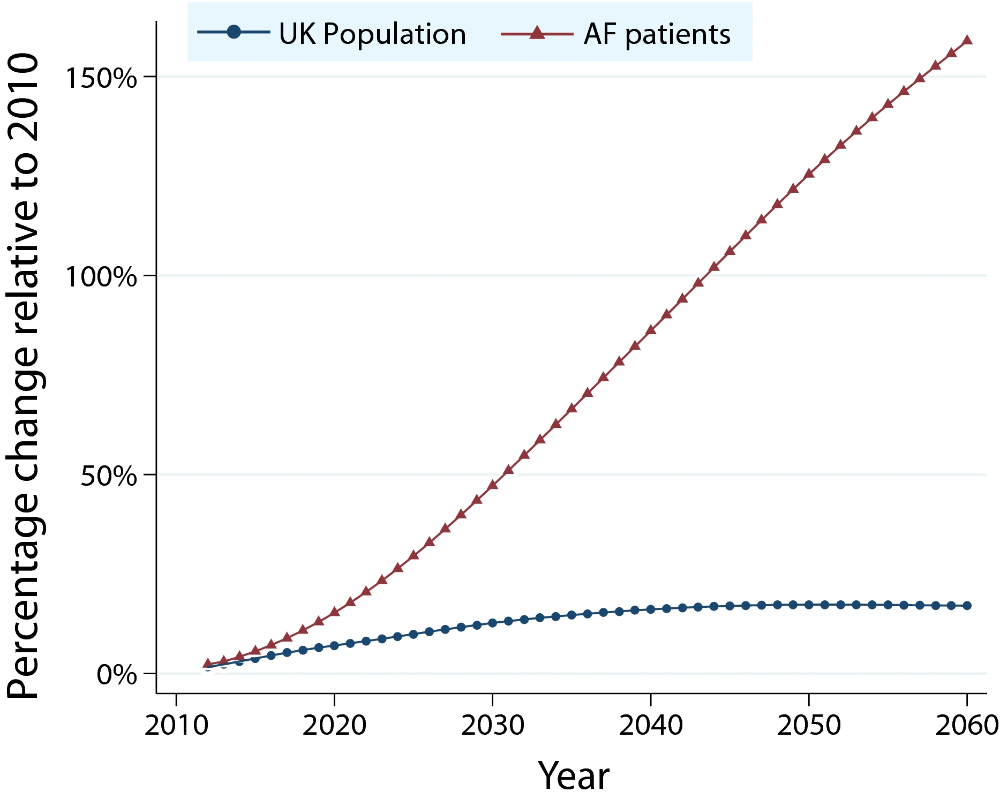 UK Population
AF patients
Percentage change relative to 2010
150%
100%
50%
0%
2010 2020 2030 2040 2050 2060
Year